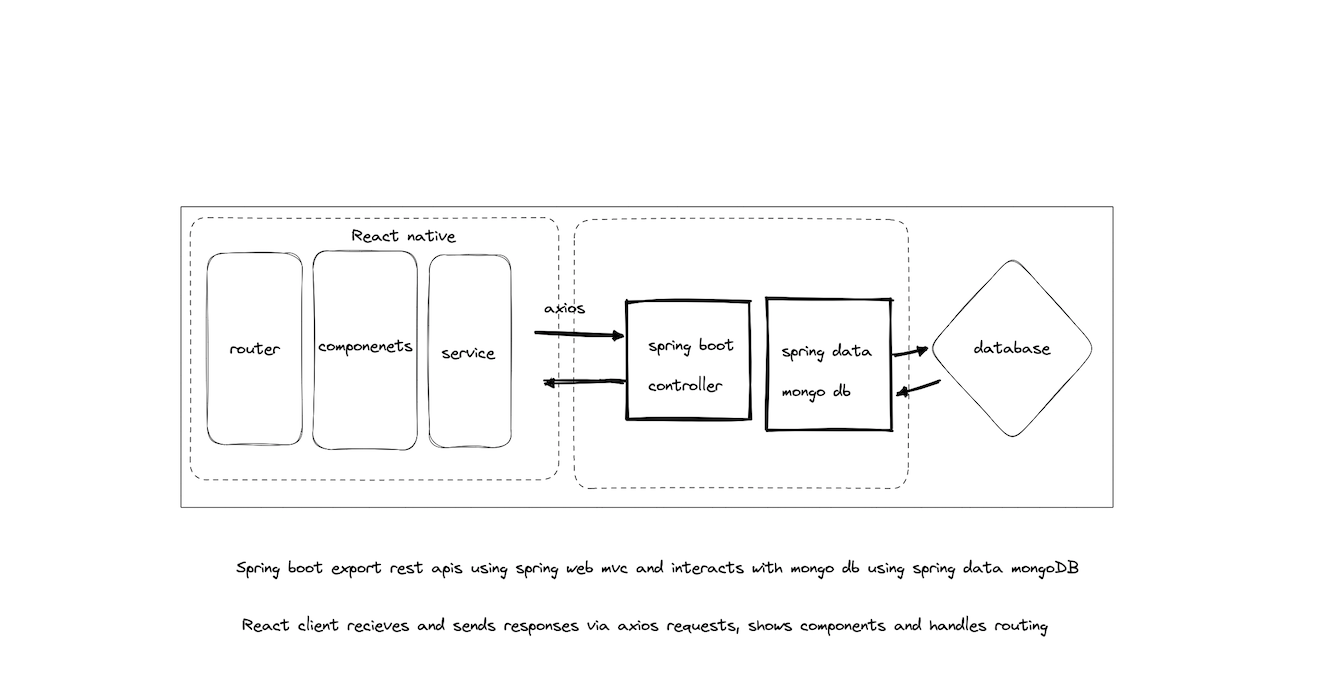 React native
router
componenets
service
axios
spring boot
controller
spring data
mongo db
database
Spring boot export rest apis using spring web mvc and interacts with mongo db using spring data mongoDB
React client recieves and sends responses via axios requests, shows components and handles routing